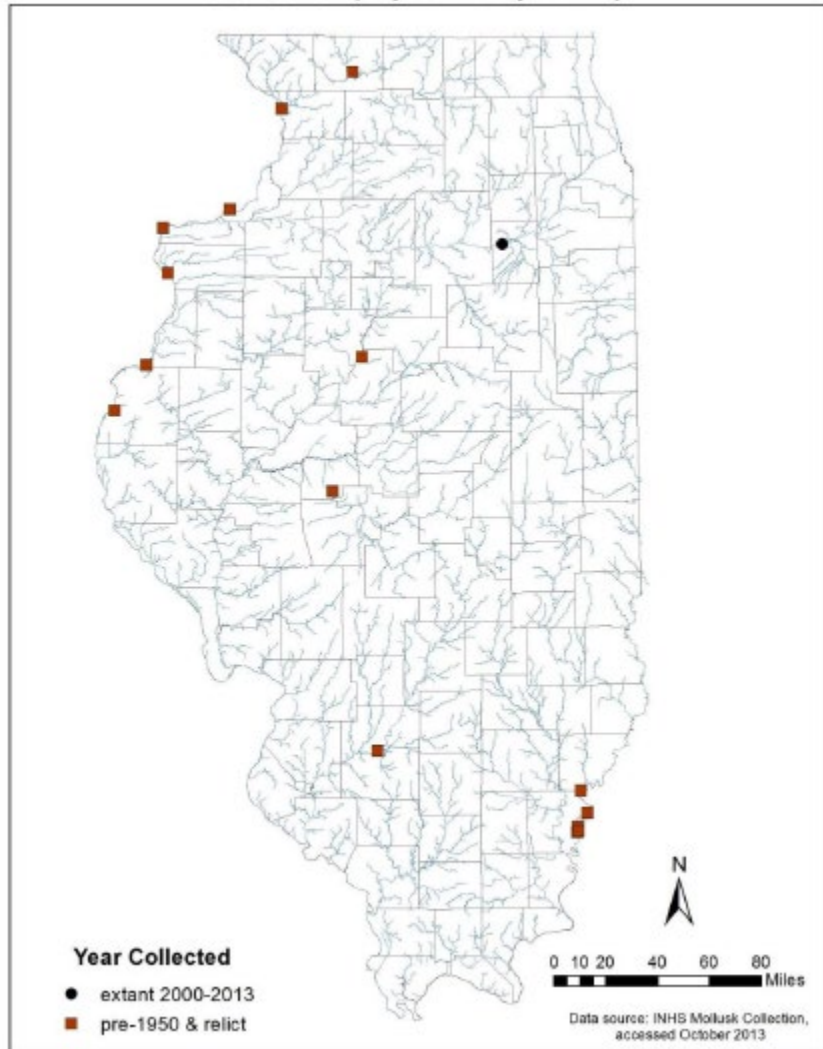 N
0 10 20 40 60 80
Miles
Year Collected
extant 2000-2013
pre-1950 & relict
Data source: INHS Mollusk Collection,
accessed October 2013